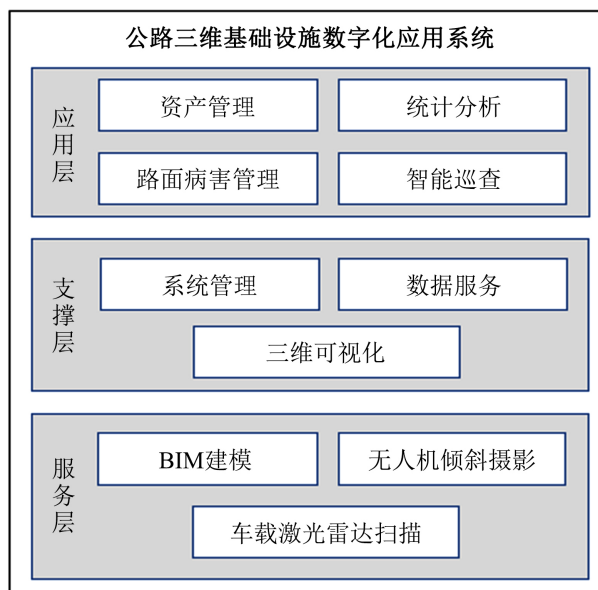 公路三维基础设施数字化应用系统
应用层
资产管理
统计分析
路面病害管理
智能巡查
支撑层
系统管理
数据服务
三维可视化
服务层
BIM建模
无人机倾斜摄影
车载激光雷达扫描